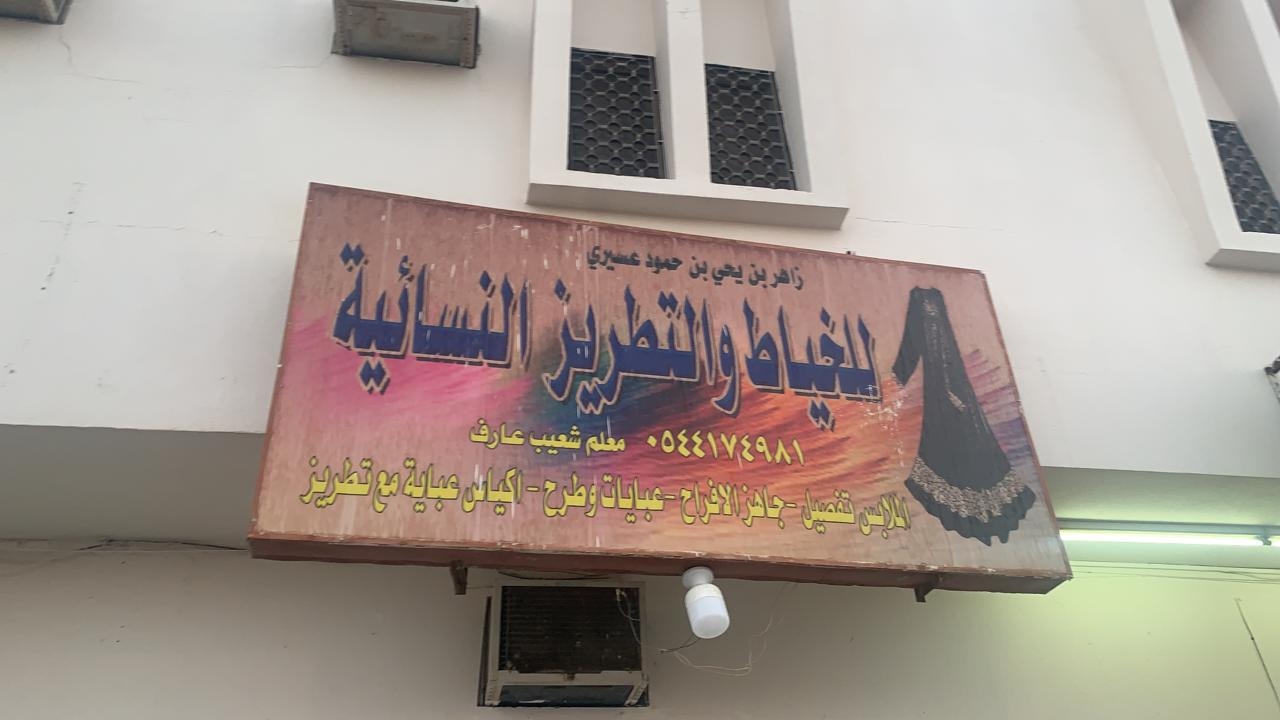 زاهر بن يحي بن حمود عسيري
للخياط والتطريز النسائية
٠٥٤٤١٧٤٩٨١ معلم شعيب عارف
الملابس تفصيل - جاهز الافراح - عبايات وطرح - اكياس عباية مع تطريز